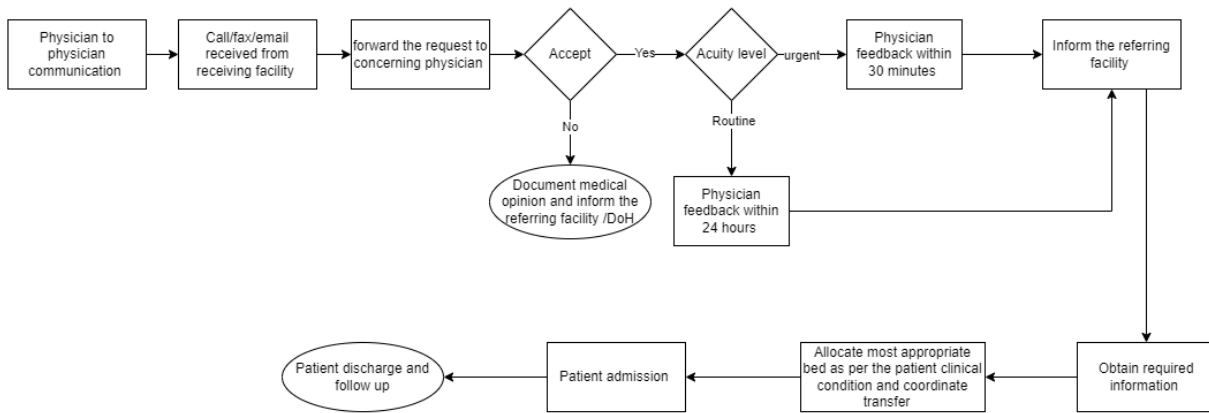 Physician to
physician
communication
Call/fax/email
received from
receiving facility
forward the request to
concerning physician
Accept
Yes
Acuity level
urgent
Physician
feedback within
30 minutes
Inform the referring
facility
No
Routine
Document medical
opinion and inform the
referring facility /DoH
Physician
feedback within
24 hours
Patient discharge and
follow up
Patient admission
Allocate most appropriate
bed as per the patient clinical
condition and coordinate
transfer
Obtain required
information